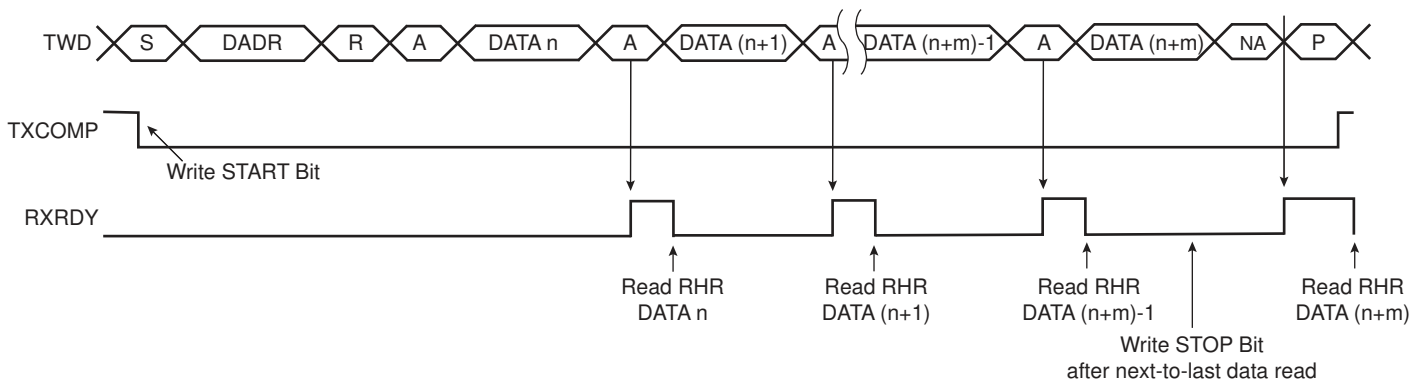 TWD S DADR R A DATA n A DATA (n+1) A DATA (n+m)-1 A DATA (n+m) NA P
TXCOMP
Write START Bit
RXRDY
Read RHR
DATA n
Read RHR
DATA (n+1)
Read RHR
DATA (n+m)-1
Read RHR
DATA (n+m)
Write STOP Bit
after next-to-last data read